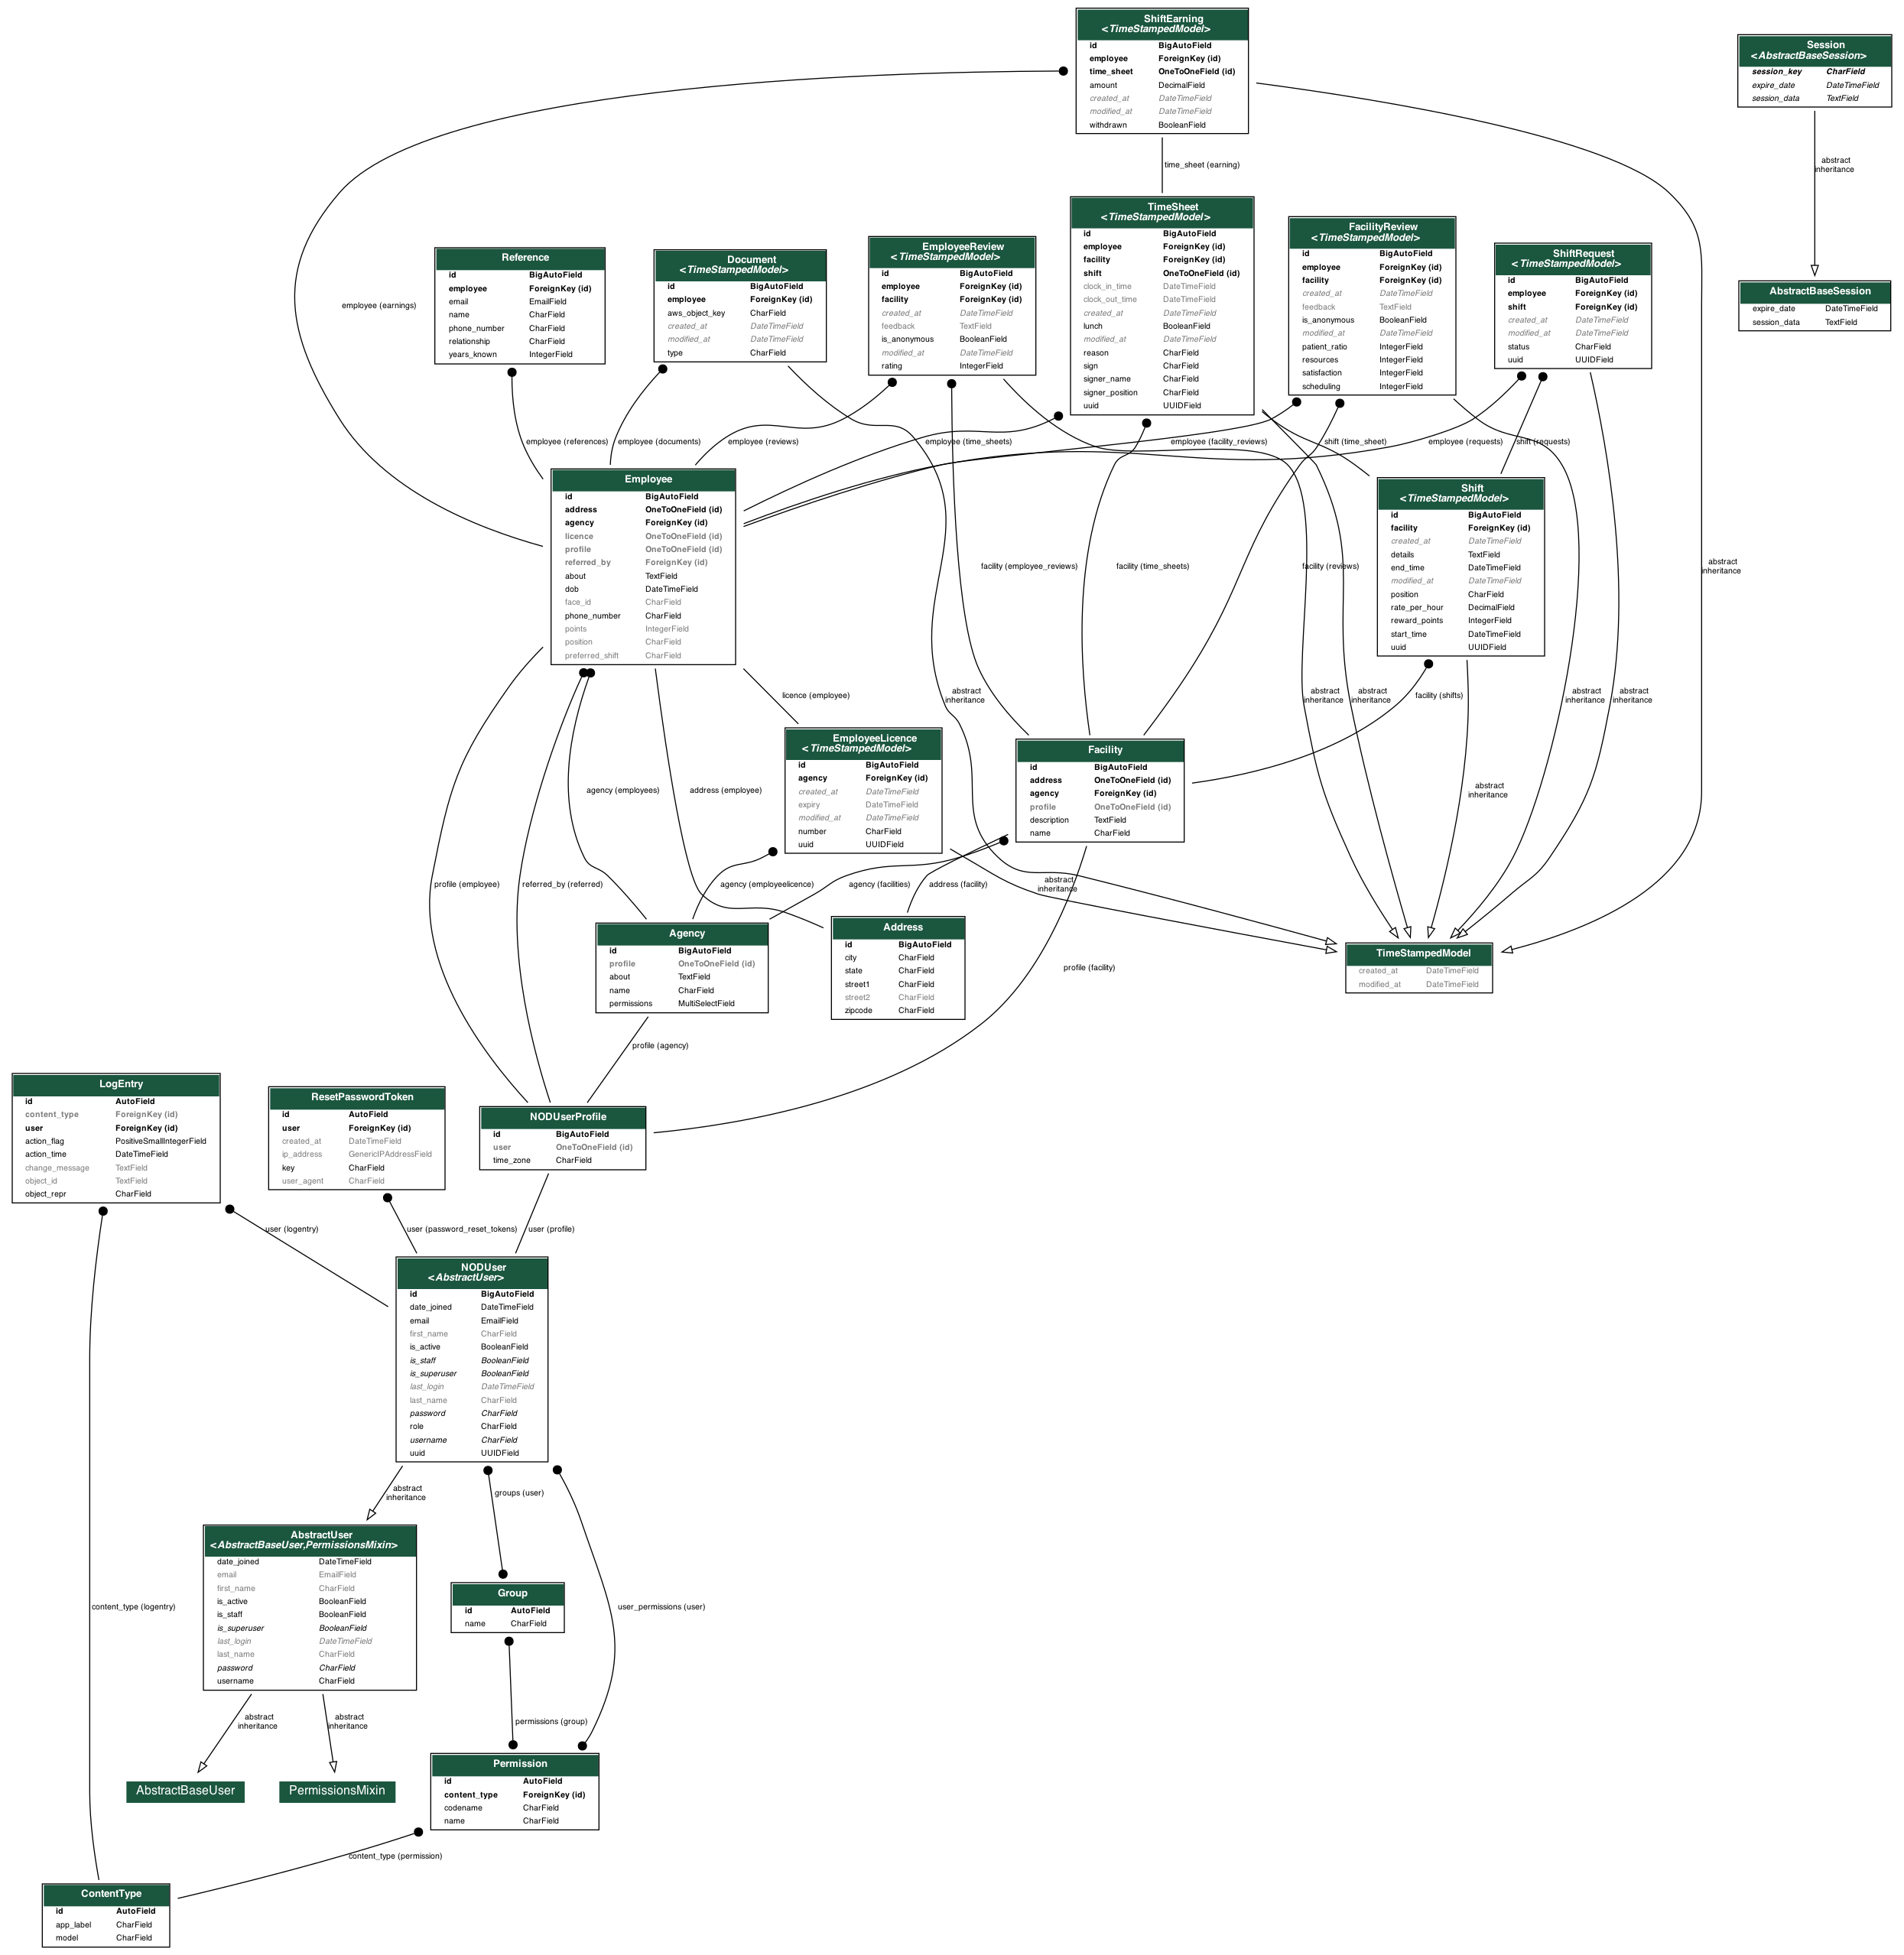 ShiftEarning
<TimeStampedModel>
id BigAutoField
employee ForeignKey (id)
time_sheet OneToOneField (id)
amount DecimalField
created_at DateTimeField
modified_at DateTimeField
withdrawn BooleanField
Session
<AbstractBaseSession>
session_key CharField
expire_date DateTimeField
session_data TextField
abstract
inheritance
AbstractBaseSession
expire_date DateTimeField
session_data TextField
time_sheet (earning)
employee (earnings)
Reference
id BigAutoField
employee ForeignKey (id)
email EmailField
name CharField
phone_number CharField
relationship CharField
years_known IntegerField
Document
<TimeStampedModel>
id BigAutoField
employee ForeignKey (id)
aws_object_key CharField
created_at DateTimeField
modified_at DateTimeField
type CharField
EmployeeReview
<TimeStampedModel>
id BigAutoField
employee ForeignKey (id)
facility ForeignKey (id)
created_at DateTimeField
feedback TextField
is_anonymous BooleanField
modified_at DateTimeField
rating IntegerField
TimeSheet
<TimeStampedModel>
id BigAutoField
employee ForeignKey (id)
facility ForeignKey (id)
shift OneToOneField (id)
clock_in_time DateTimeField
clock_out_time DateTimeField
created_at DateTimeField
lunch BooleanField
modified_at DateTimeField
reason CharField
sign CharField
signer_name CharField
signer_position CharField
uuid UUIDField
FacilityReview
<TimeStampedModel>
id BigAutoField
employee ForeignKey (id)
facility ForeignKey (id)
created_at DateTimeField
feedback TextField
is_anonymous BooleanField
modified_at DateTimeField
patient_ratio IntegerField
resources IntegerField
satisfaction IntegerField
scheduling IntegerField
ShiftRequest
<TimeStampedModel>
id BigAutoField
employee ForeignKey (id)
shift ForeignKey (id)
created_at DateTimeField
modified_at DateTimeField
status CharField
uuid UUIDField
employee (references)
employee (documents)
employee (reviews)
employee (time_sheets)
employee (facility_reviews)
shift (time_sheet)
employee (requests)
shift (requests)
Employee
id BigAutoField
address OneToOneField (id)
agency ForeignKey (id)
licence OneToOneField (id)
profile OneToOneField (id)
referred_by ForeignKey (id)
about TextField
dob DateTimeField
face_id CharField
phone_number CharField
points IntegerField
position CharField
preferred_shift CharField
Shift
<TimeStampedModel>
id BigAutoField
facility ForeignKey (id)
created_at DateTimeField
details TextField
end_time DateTimeField
modified_at DateTimeField
position CharField
rate_per_hour DecimalField
reward_points IntegerField
start_time DateTimeField
uuid UUIDField
facility (employee_reviews)
facility (time_sheets)
facility (reviews)
abstract
inheritance
licence (employee)
abstract
inheritance
abstract
inheritance
abstract
inheritance
facility (shifts)
abstract
inheritance
abstract
inheritance
EmployeeLicence
<TimeStampedModel>
id BigAutoField
agency ForeignKey (id)
created_at DateTimeField
expiry DateTimeField
modified_at DateTimeField
number CharField
uuid UUIDField
Facility
id BigAutoField
address OneToOneField (id)
agency ForeignKey (id)
profile OneToOneField (id)
description TextField
name CharField
agency (employees)
address (employee)
abstract
inheritance
profile (employee)
referred_by (referred)
agency (employeelicence)
agency (facilities)
address (facility)
abstract
inheritance
Agency
id BigAutoField
profile OneToOneField (id)
about TextField
name CharField
permissions MultiSelectField
Address
id BigAutoField
city CharField
state CharField
street1 CharField
street2 CharField
zipcode CharField
TimeStampedModel
created_at DateTimeField
modified_at DateTimeField
profile (facility)
profile (agency)
LogEntry
id AutoField
content_type ForeignKey (id)
user ForeignKey (id)
action_flag PositiveSmallIntegerField
action_time DateTimeField
change_message TextField
object_id TextField
object_repr CharField
ResetPasswordToken
id AutoField
user ForeignKey (id)
created_at DateTimeField
ip_address GenericIPAddressField
key CharField
user_agent CharField
NODUserProfile
id BigAutoField
user OneToOneField (id)
time_zone CharField
user (logentry)
user (password_reset_tokens)
user (profile)
NODUser
<AbstractUser>
id BigAutoField
date_joined DateTimeField
email EmailField
first_name CharField
is_active BooleanField
is_staff BooleanField
is_superuser BooleanField
last_login DateTimeField
last_name CharField
password CharField
role CharField
username CharField
uuid UUIDField
abstract
inheritance
groups (user)
AbstractUser
<AbstractBaseUser,PermissionsMixin>
date_joined DateTimeField
email EmailField
first_name CharField
is_active BooleanField
is_staff BooleanField
is_superuser BooleanField
last_login DateTimeField
last_name CharField
password CharField
username CharField
Group
id AutoField
name CharField
content_type (logentry)
user_permissions (user)
abstract
inheritance
abstract
inheritance
permissions (group)
AbstractBaseUser
PermissionsMixin
Permission
id AutoField
content_type ForeignKey (id)
codename CharField
name CharField
content_type (permission)
ContentType
id AutoField
app_label CharField
model CharField